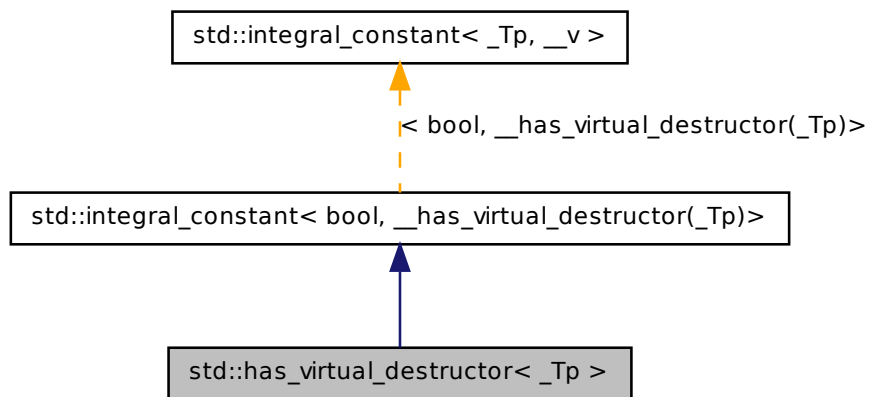 std::integral_constant< _Tp, __v >
< bool, __has_virtual_destructor(_Tp)>
std::integral_constant< bool, __has_virtual_destructor(_Tp)>
std::has_virtual_destructor< _Tp >